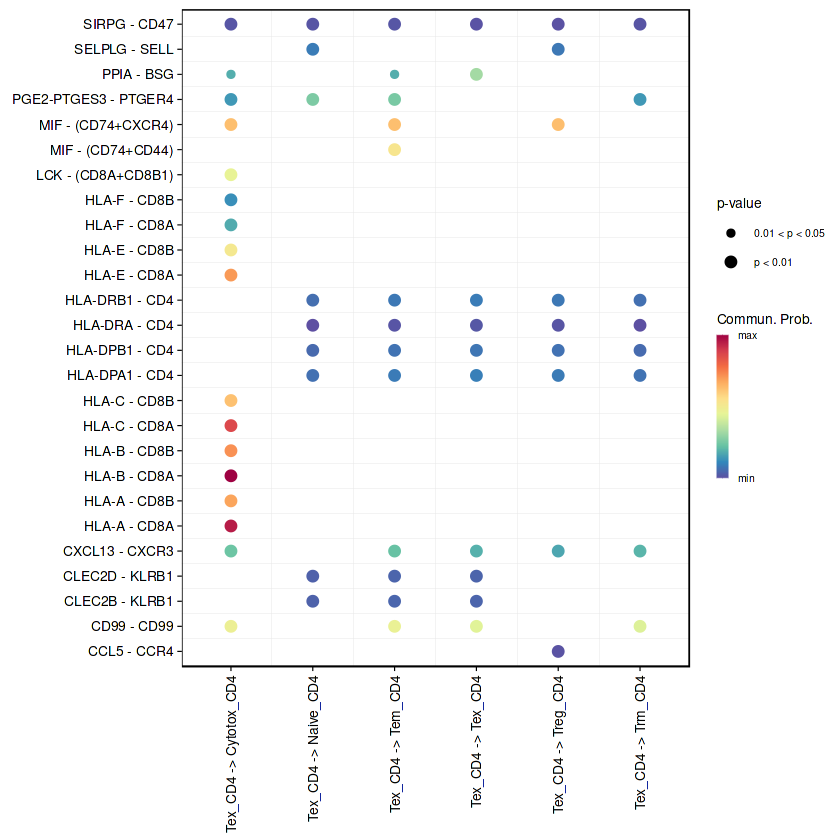 SIRPG - CD47
SELPLG - SELL
PPIA - BSG
PGE2-PTGES3 - PTGER4
MIF - (CD74+CXCR4)
MIF - (CD74+CD44)
LCK - (CD8A+CD8B1)
HLA-F - CD8B
HLA-F - CD8A
HLA-E - CD8B
HLA-E - CD8A
HLA-DRB1 - CD4
HLA-DRA - CD4
HLA-DPB1 - CD4
HLA-DPA1 - CD4
HLA-C - CD8B
HLA-C - CD8A
HLA-B - CD8B
HLA-B - CD8A
HLA-A - CD8B
HLA-A - CD8A
CXCL13 - CXCR3
CLEC2D - KLRB1
CLEC2B - KLRB1
CD99 - CD99
CCL5 - CCR4
Tex_CD4 -> Cytotox_CD4
Tex_CD4 -> Naive_CD4
Tex_CD4 -> Tem_CD4
Tex_CD4 -> Tex_CD4
Tex_CD4 -> Treg_CD4
Tex_CD4 -> Trm_CD4
p-value
0.01 < p < 0.05
p < 0.01
Commun. Prob.
max
min